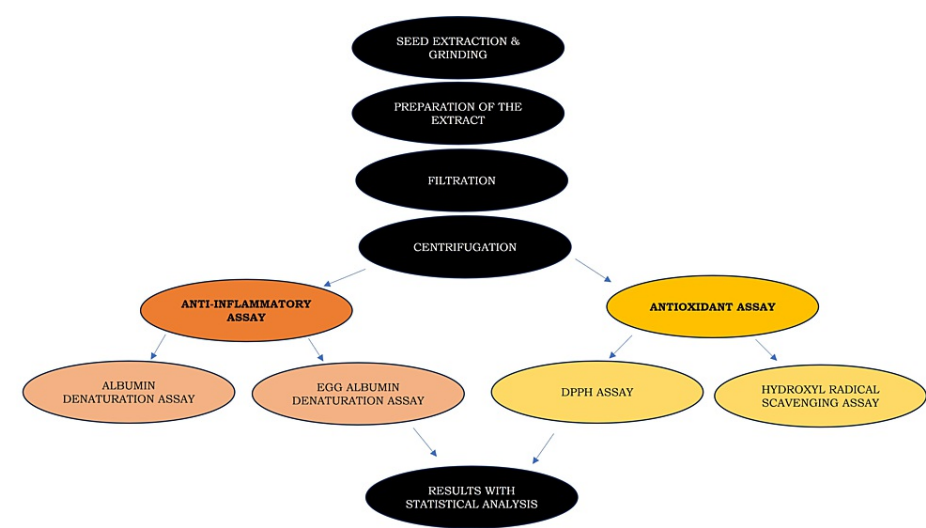 SEED EXTRACTION &
GRINDING
PREPARATION OF THE
EXTRACT
FILTRATION
CENTRIFUGATION
ANTI-INFLAMMATORY
ASSAY
ANTIOXIDANT ASSAY
ALBUMIN
DENATURATION ASSAY
EGG ALBUMIN
DENATURATION ASSAY
DPPH ASSAY
HYDROXYL RADICAL
SCAVENGING ASSAY
RESULTS WITH
STATISTICAL ANALYSIS